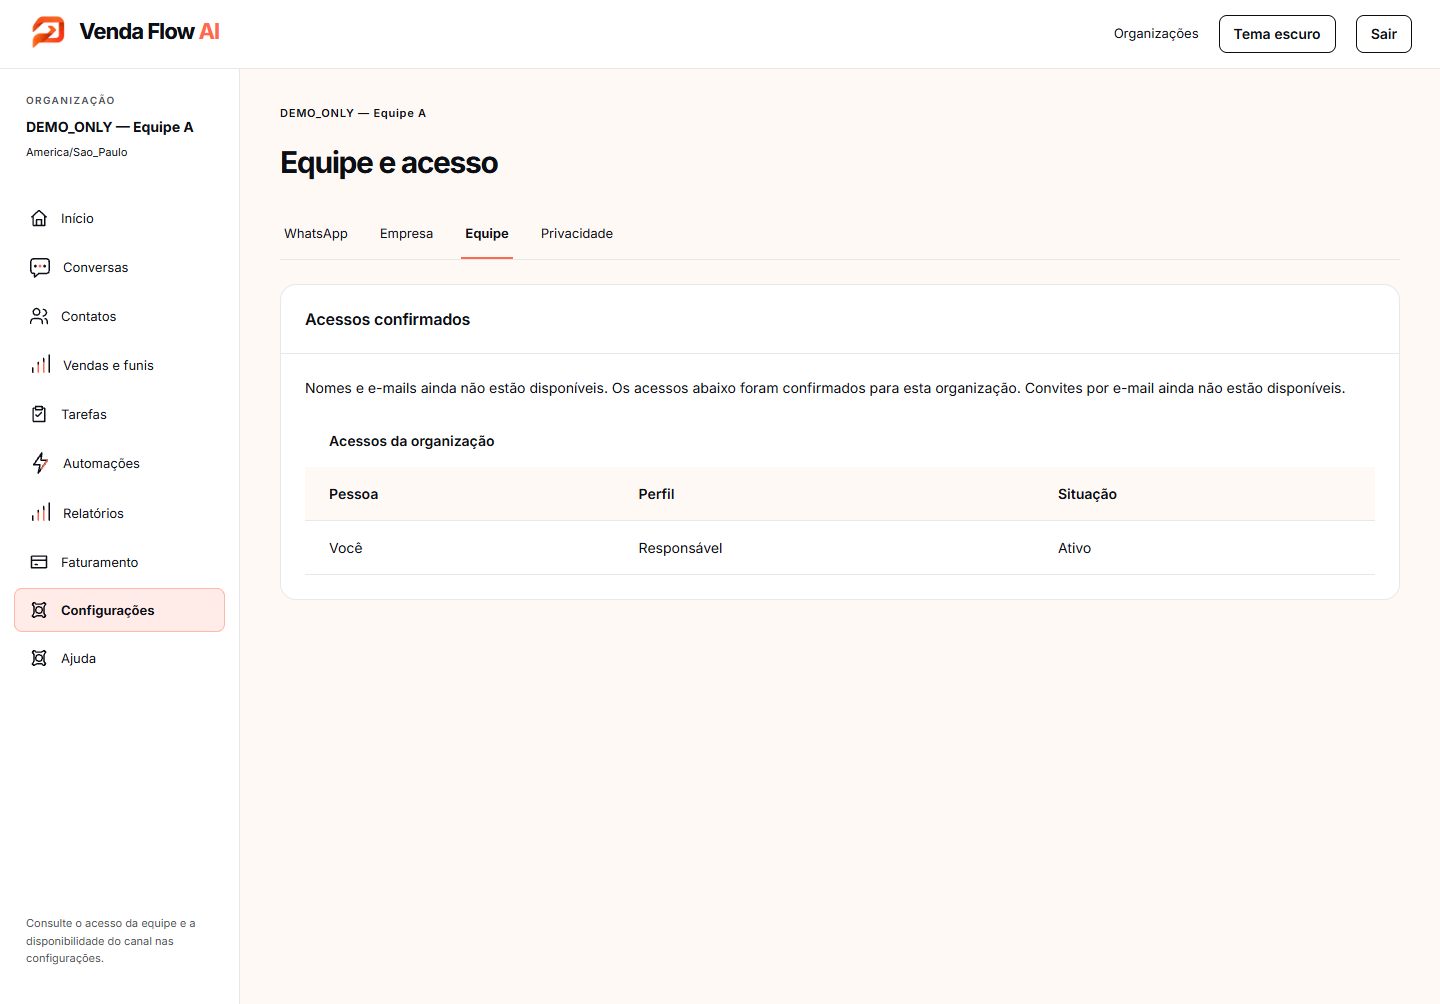 Venda Flow AI
Organizações
Tema escuro
Sair
ORGANIZAÇÃO
DEMO_ONLY — Equipe A
America/Sao_Paulo
Início
Conversas
Contatos
Vendas e funis
Tarefas
Automações
Relatórios
Faturamento
Configurações
Ajuda
Consulte o acesso da equipe e a
disponibilidade do canal nas
configurações.
DEMO_ONLY — Equipe A
Equipe e acesso
WhatsApp
Empresa
Equipe
Privacidade
Acessos confirmados
Nomes e e-mails ainda não estão disponíveis. Os acessos abaixo foram confirmados para esta organização. Convites por e-mail ainda não estão disponíveis.
Acessos da organização
Pessoa Perfil Situação
Você Responsável Ativo